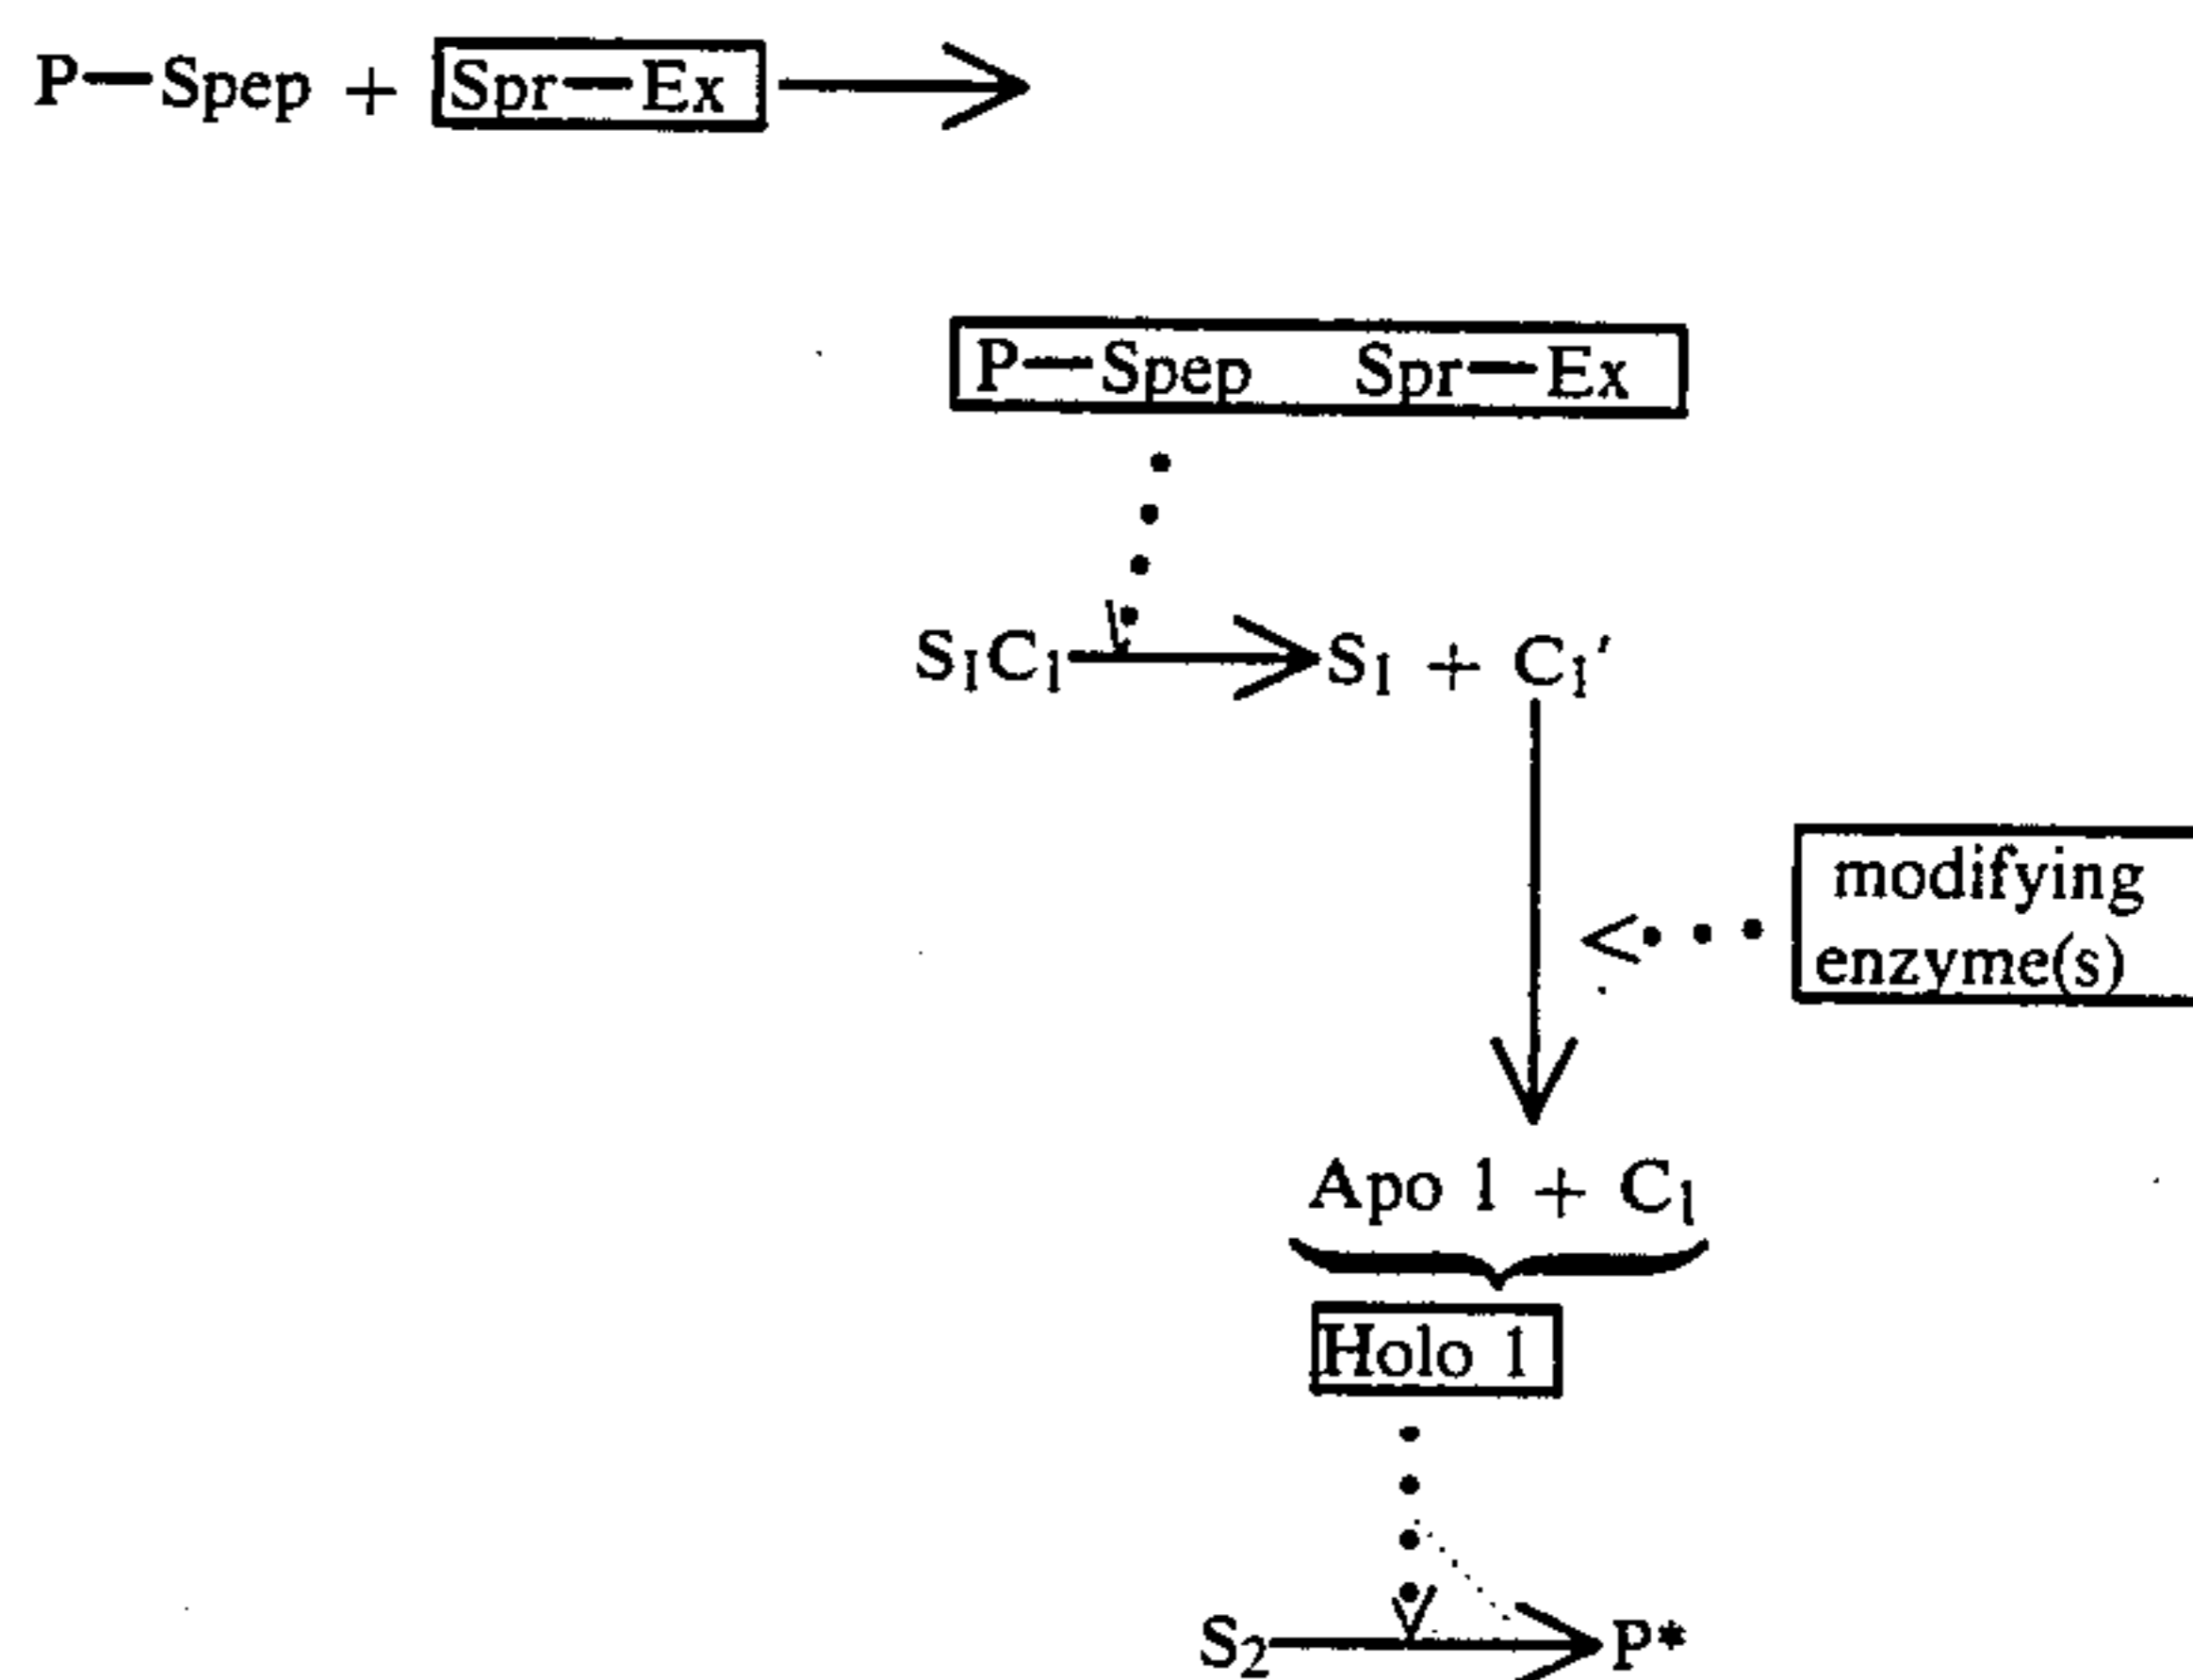 P—Spep + Spr—Ex
P—Spep Spr—Ex
S₁C₁ S₁ + C₁′
modifying
enzyme(s)
Apo 1 + C₁
Holo 1
S₂ P*